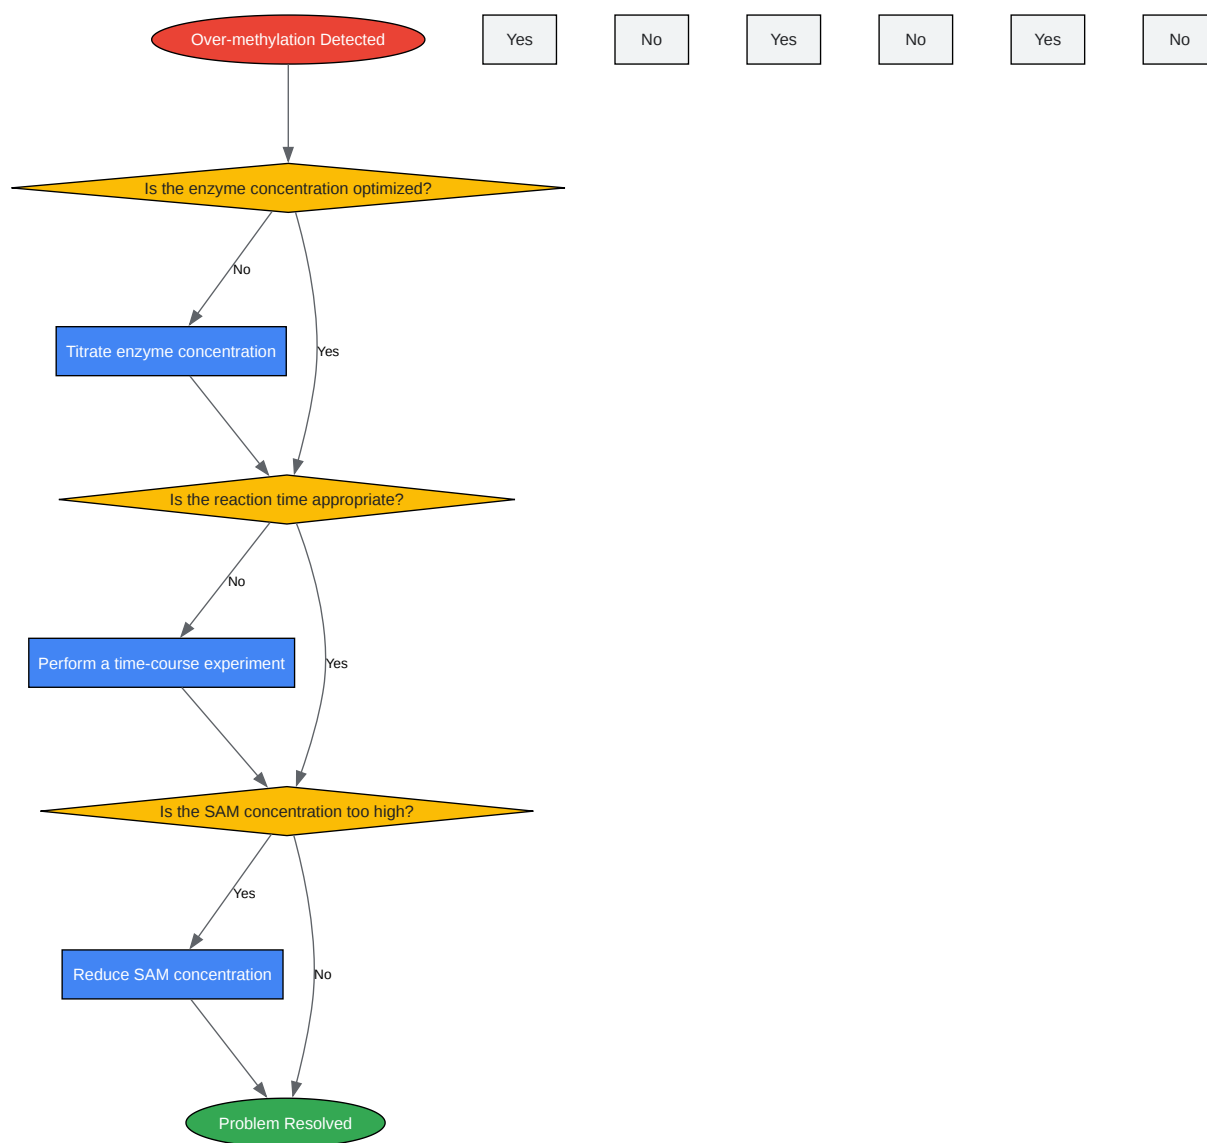 Over-methylation Detected
Yes
No
Yes
No
Yes
No
Is the enzyme concentration optimized?
No
Titrate enzyme concentration
Yes
Is the reaction time appropriate?
No
Perform a time-course experiment
Yes
Is the SAM concentration too high?
Yes
Reduce SAM concentration
No
Problem Resolved